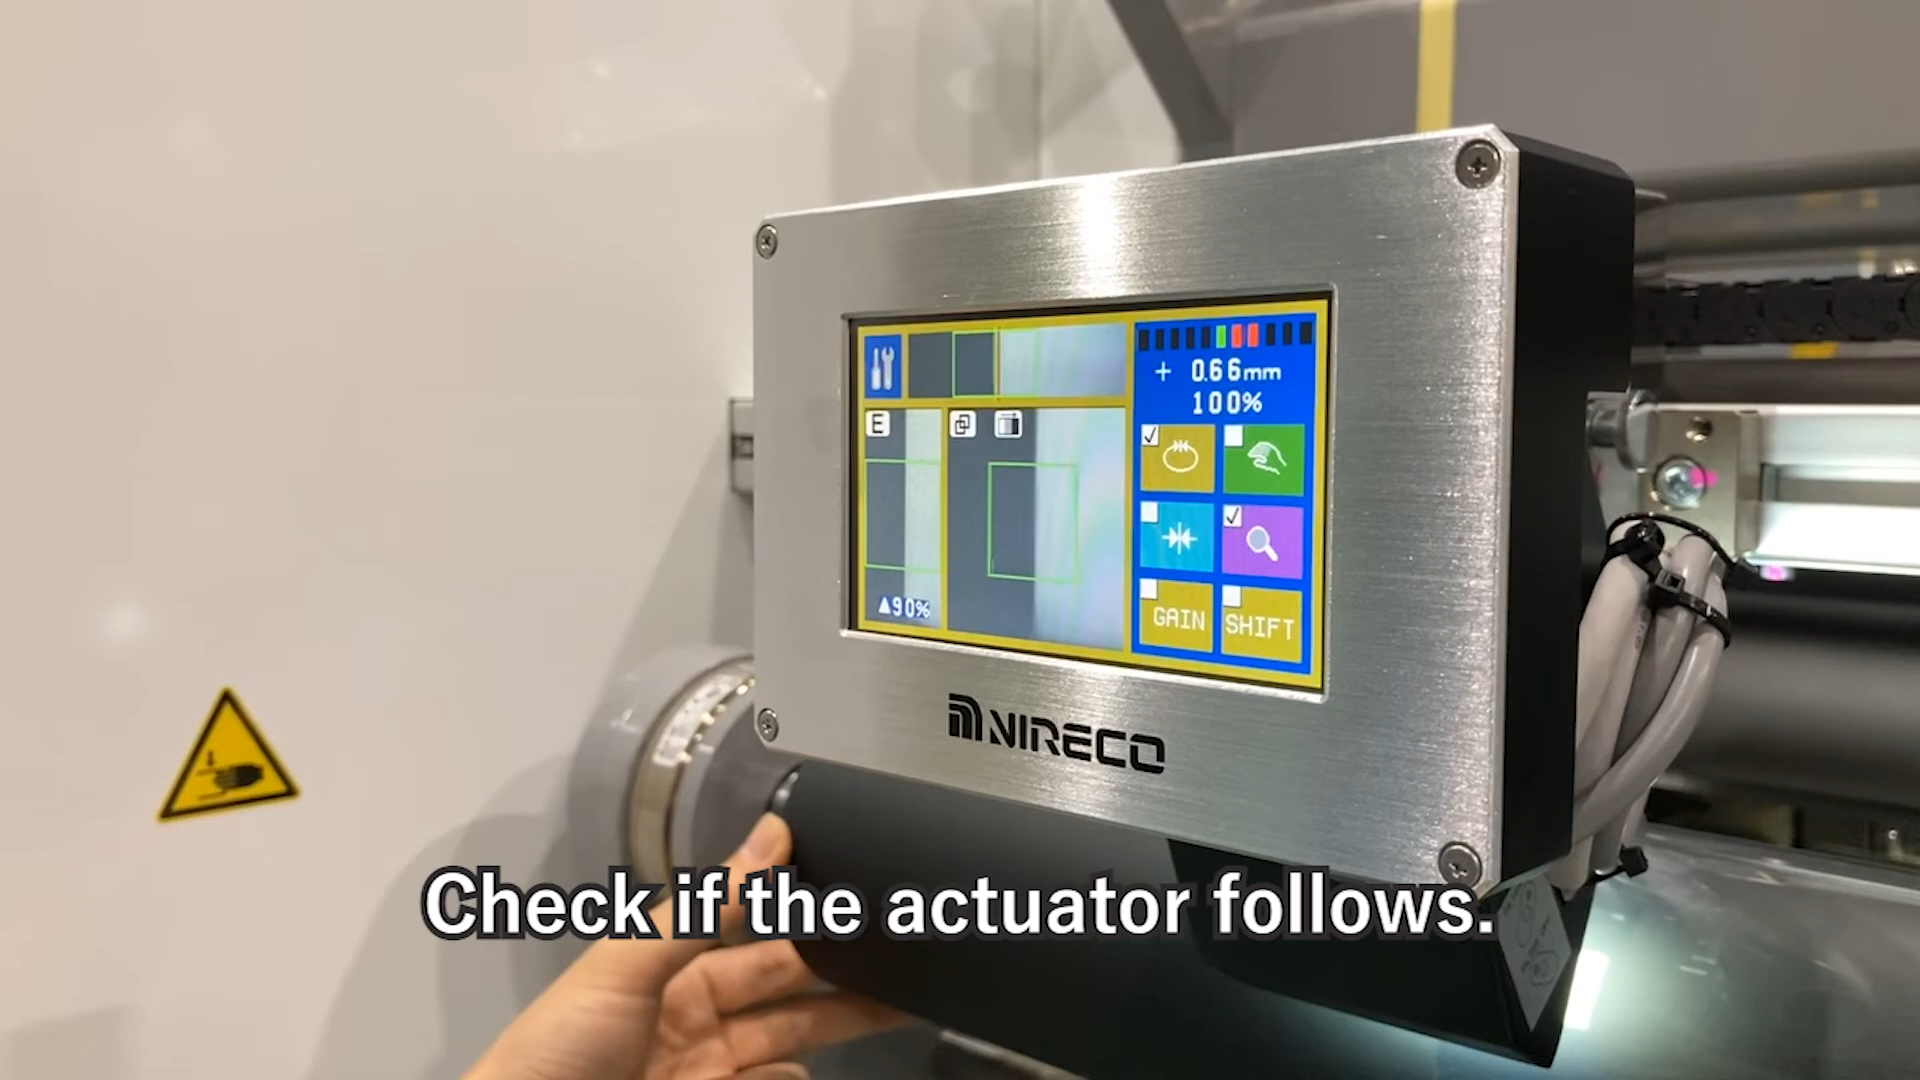 + 0.66mm
100%
E
▲90%
GAIN SHIFT
NIRECO
Check if the actuator follows.